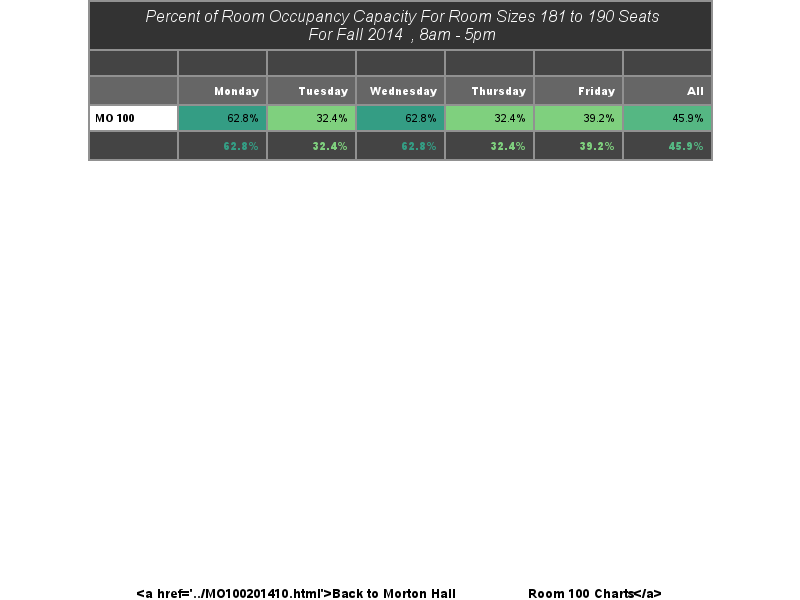 Percent of Room Occupancy Capacity For Room Sizes 181 to 190 Seats
For Fall 2014 , 8am - 5pm
Monday Tuesday Wednesday Thursday Friday All
MO 100 62.8% 32.4% 62.8% 32.4% 39.2% 45.9%
62.8% 32.4% 62.8% 32.4% 39.2% 45.9%
<a href='../MO100201410.html'>Back to Morton Hall Room 100 Charts</a>